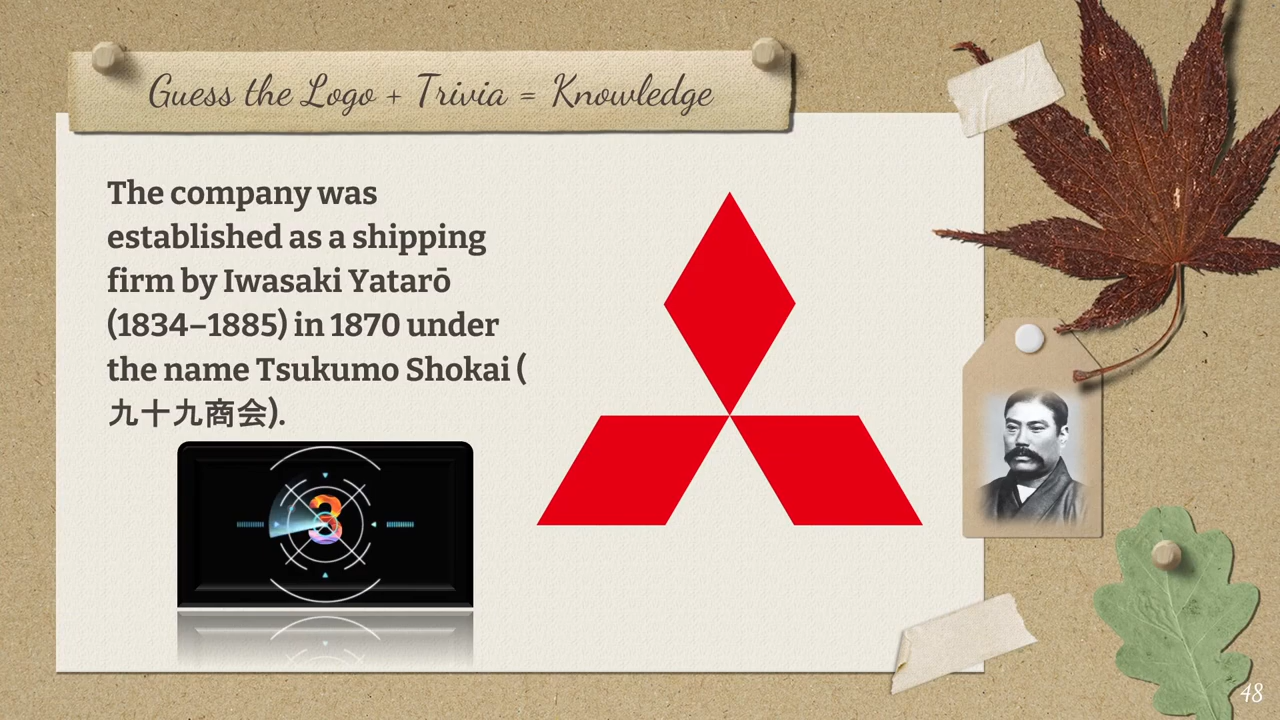 Guess the Logo + Trivia = Knowledge
The company was
established as a shipping
firm by Iwasaki Yatarō
(1834–1885) in 1870 under
the name Tsukumo Shokai (
九十九商会).
3
48